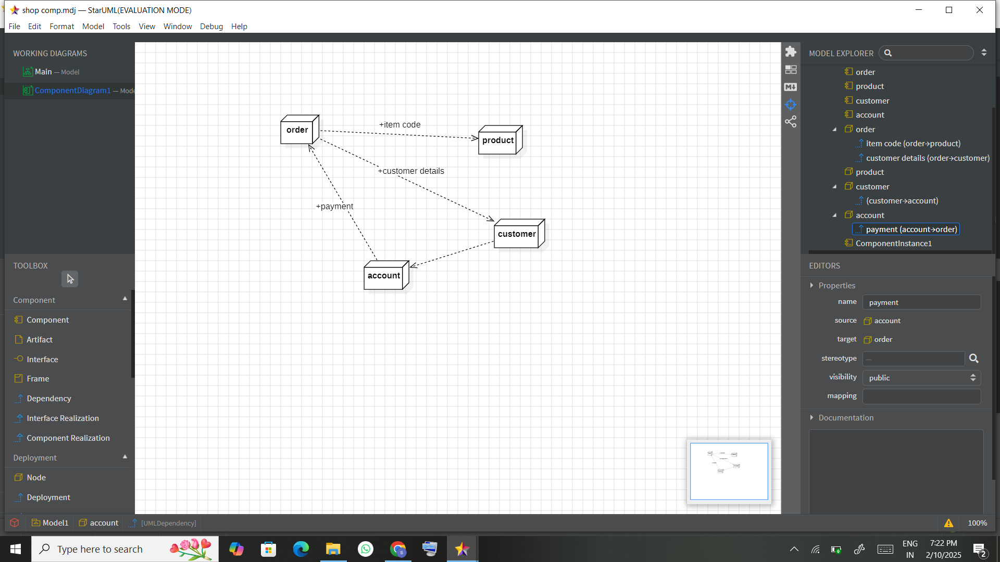 shop comp.mdj — StarUML(EVALUATION MODE)
File Edit Format Model Tools View Window Debug Help
WORKING DIAGRAMS
Main — Model
ComponentDiagram1 — Mode
TOOLBOX
Component
Component
Artifact
Interface
Frame
Dependency
Interface Realization
Component Realization
Deployment
Node
Deployment
order
+item code
product
+customer details
+payment
customer
account
M↓
MODEL EXPLORER
order
product
customer
account
order
item code (order→product)
customer details (order→customer)
product
customer
(customer→account)
account
payment (account→order)
ComponentInstance1
EDITORS
Properties
name payment
source account
target order
stereotype —
visibility public
mapping
Documentation
Model1 account [UMLDependency]
100%
Type here to search
ENG
IN
7:22 PM
2/10/2025
2